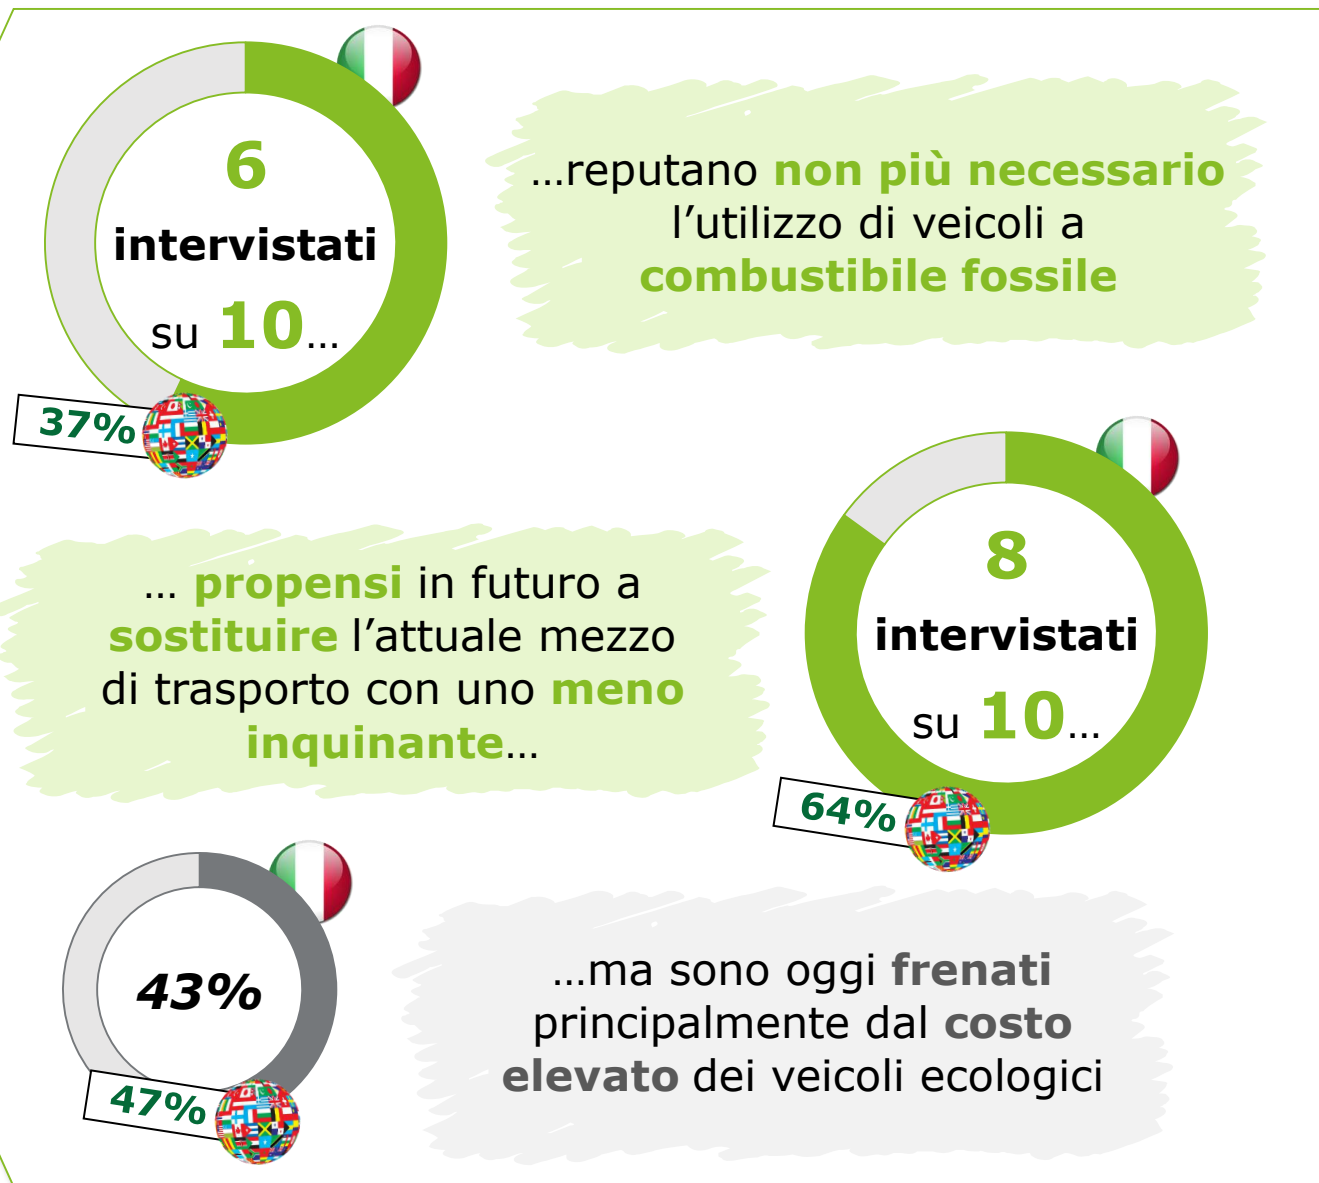 6
intervistati
su 10...
37%
...reputano non più necessario
l’utilizzo di veicoli a
combustibile fossile
... propensi in futuro a
sostituire l’attuale mezzo
di trasporto con uno meno
inquinante...
8
intervistati
su 10...
64%
43%
47%
...ma sono oggi frenati
principalmente dal costo
elevato dei veicoli ecologici